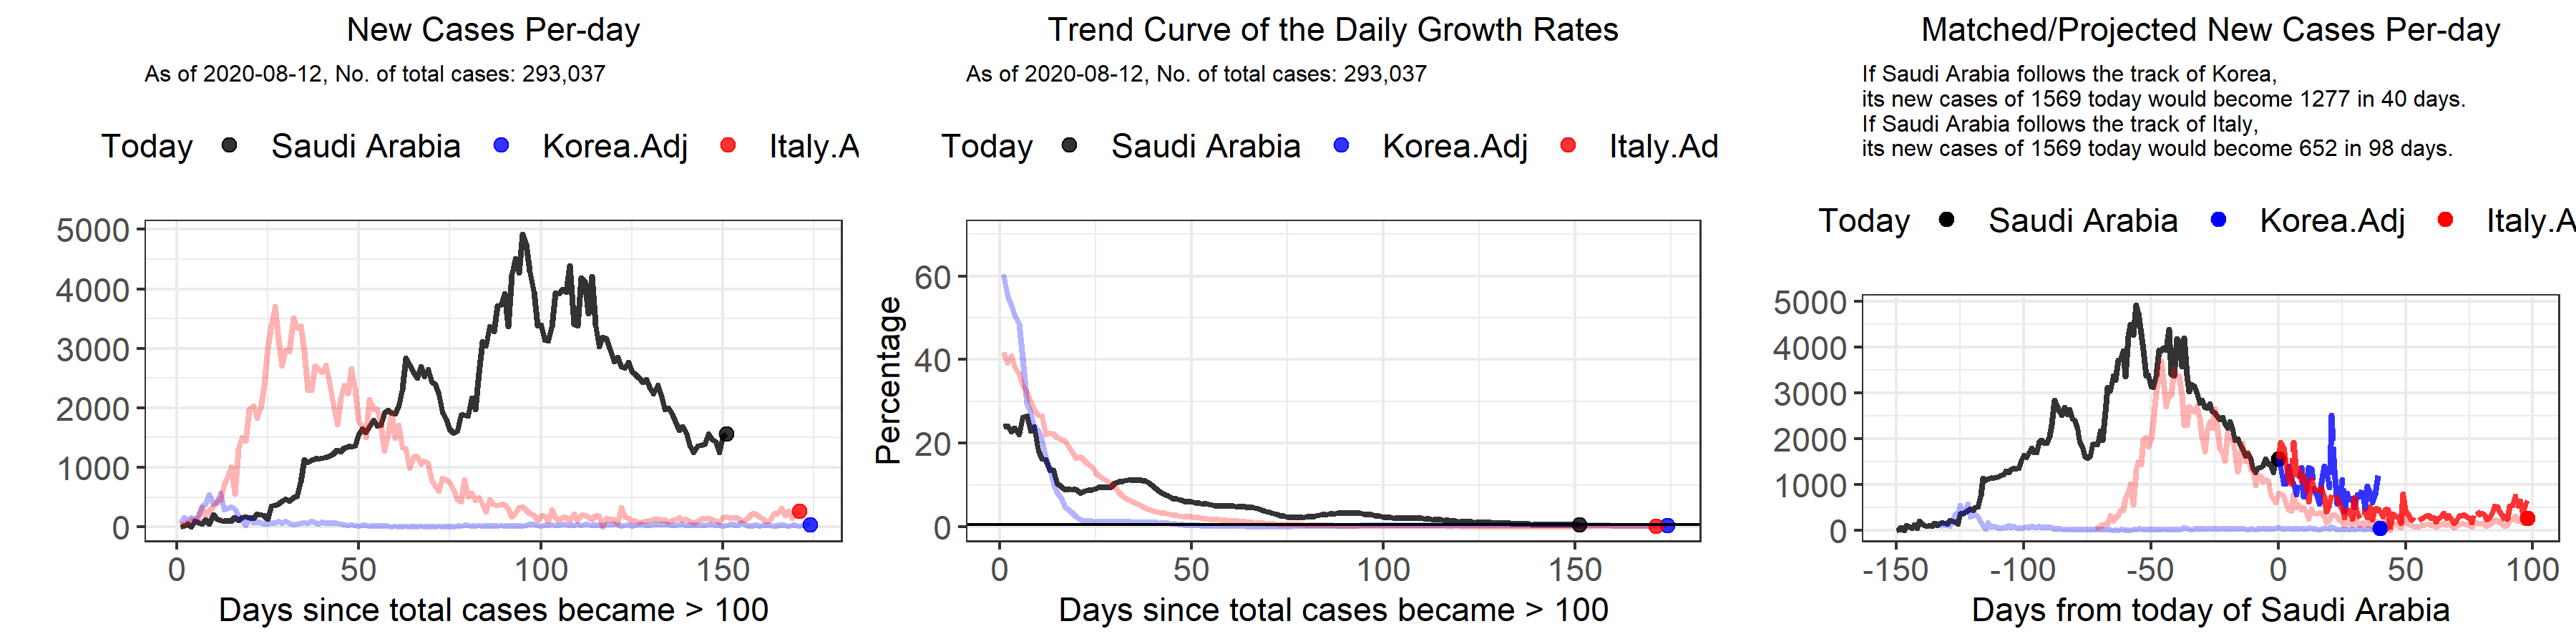 New Cases Per-day
As of 2020-08-12, No. of total cases: 293,037
Today Saudi Arabia Korea.Adj Italy.A
5000
4000
3000
2000
1000
0
0 50 100 150
Days since total cases became > 100
Trend Curve of the Daily Growth Rates
As of 2020-08-12, No. of total cases: 293,037
Today Saudi Arabia Korea.Adj Italy.Ad
Percentage
60
40
20
0
0 50 100 150
Days since total cases became > 100
Matched/Projected New Cases Per-day
If Saudi Arabia follows the track of Korea,
its new cases of 1569 today would become 1277 in 40 days.
If Saudi Arabia follows the track of Italy,
its new cases of 1569 today would become 652 in 98 days.
Today Saudi Arabia Korea.Adj Italy.A
5000
4000
3000
2000
1000
0
-150 -100 -50 0 50 100
Days from today of Saudi Arabia